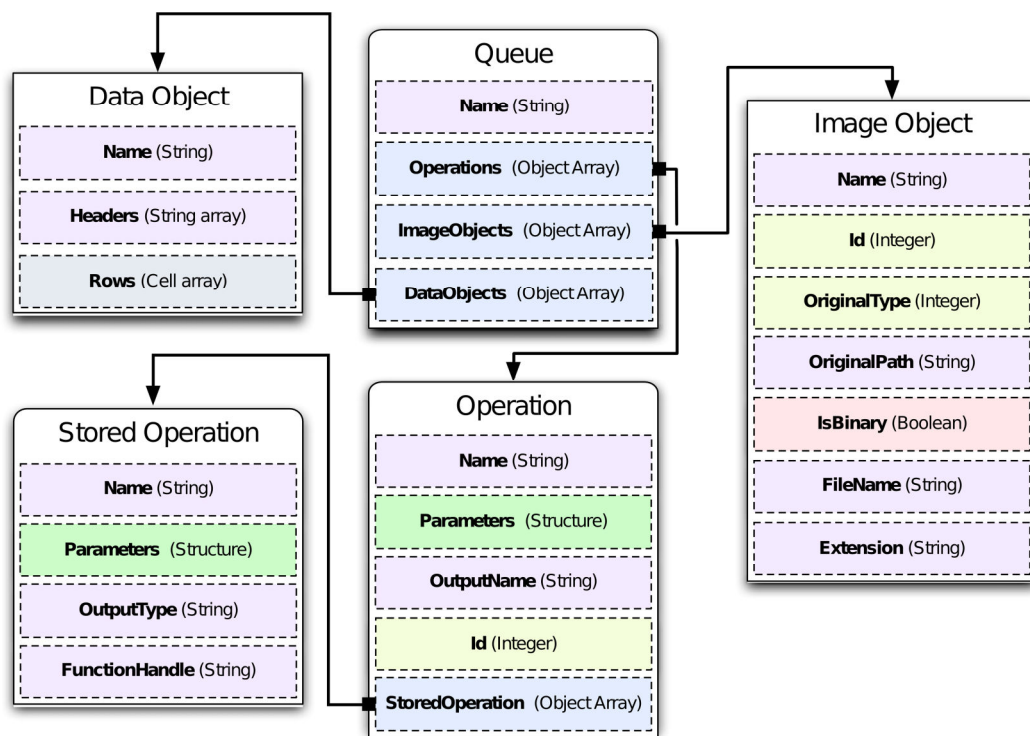 Data Object
Name (String)
Headers (String array)
Rows (Cell array)
Queue
Name (String)
Operations (Object Array)
ImageObjects (Object Array)
DataObjects (Object Array)
Image Object
Name (String)
Id (Integer)
OriginalType (Integer)
OriginalPath (String)
IsBinary (Boolean)
FileName (String)
Extension (String)
Stored Operation
Name (String)
Parameters (Structure)
OutputType (String)
FunctionHandle (String)
Operation
Name (String)
Parameters (Structure)
OutputName (String)
Id (Integer)
StoredOperation (Object Array)